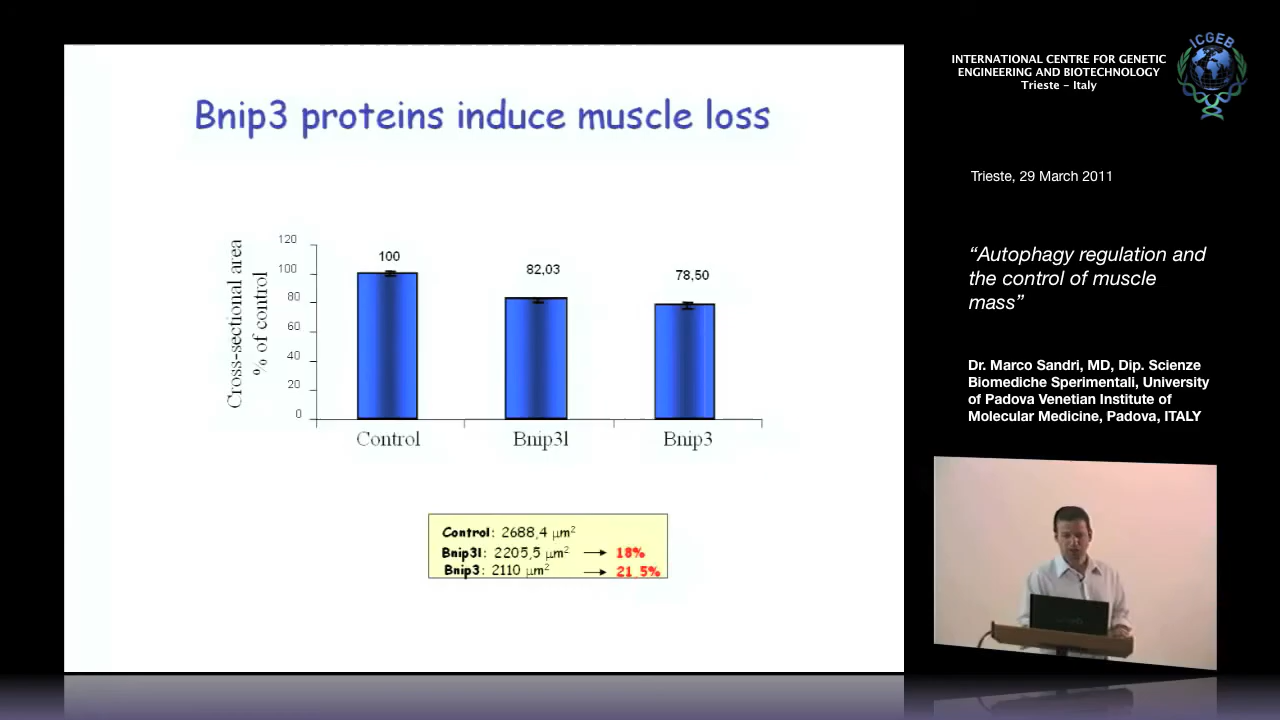 Bnip3 proteins induce muscle loss
Cross-sectional area
% of control
120
100
80
60
40
20
0
100
82,03
78,50
Control
Bnip3l
Bnip3
Control: 2688,4 μm²
Bnip3l: 2205,5 μm² → 18%
Bnip3: 2110 μm² → 21 5%
INTERNATIONAL CENTRE FOR GENETIC
ENGINEERING AND BIOTECHNOLOGY
Trieste - Italy
ICGEB
Trieste, 29 March 2011
“Autophagy regulation and
the control of muscle
mass”
Dr. Marco Sandri, MD, Dip. Scienze
Biomediche Sperimentali, University
of Padova Venetian Institute of
Molecular Medicine, Padova, ITALY